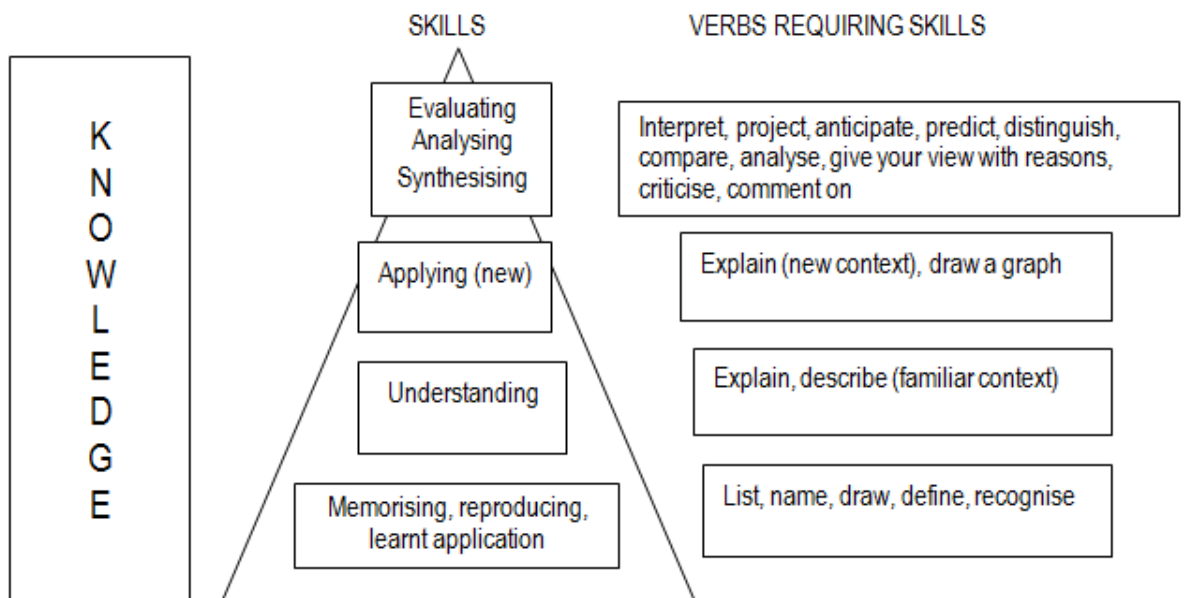 SKILLS
VERBS REQUIRING SKILLS
K
N
O
W
L
E
D
G
E
Evaluating
Analysing
Synthesising
Interpret, project, anticipate, predict, distinguish,
compare, analyse, give your view with reasons,
criticise, comment on
Applying (new)
Explain (new context), draw a graph
Understanding
Explain, describe (familiar context)
Memorising, reproducing,
learnt application
List, name, draw, define, recognise